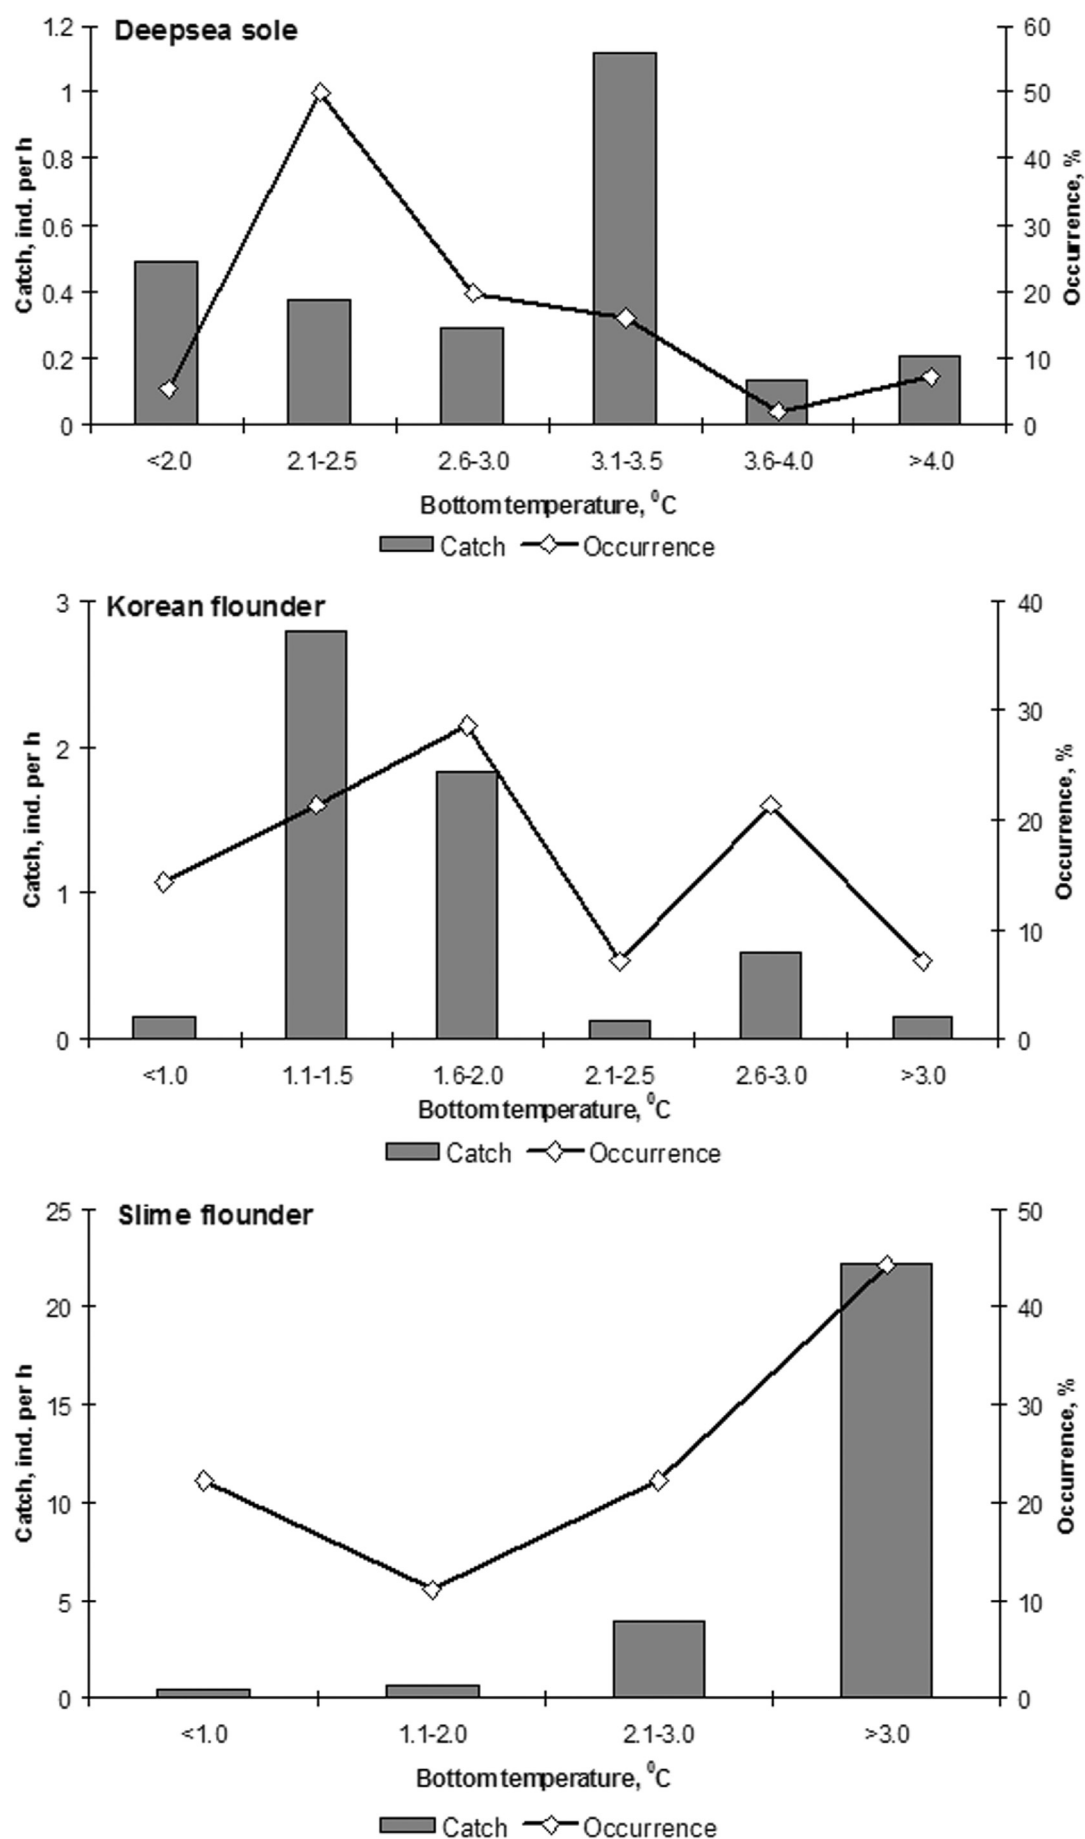 Deepsea sole
1.2
1
0.8
0.6
0.4
0.2
0
Catch, ind. per h
60
50
40
30
20
10
0
Occurrence, %
<2.0 2.1-2.5 2.6-3.0 3.1-3.5 3.6-4.0 >4.0
Bottom temperature, ⁰C
Catch Occurrence
Korean flounder
3
2
1
0
Catch, ind. per h
40
30
20
10
0
Occurrence, %
<1.0 1.1-1.5 1.6-2.0 2.1-2.5 2.6-3.0 >3.0
Bottom temperature, ⁰C
Catch Occurrence
Slime flounder
25
20
15
10
5
0
Catch, ind. per h
50
40
30
20
10
0
Occurrence, %
<1.0 1.1-2.0 2.1-3.0 >3.0
Bottom temperature, ⁰C
Catch Occurrence